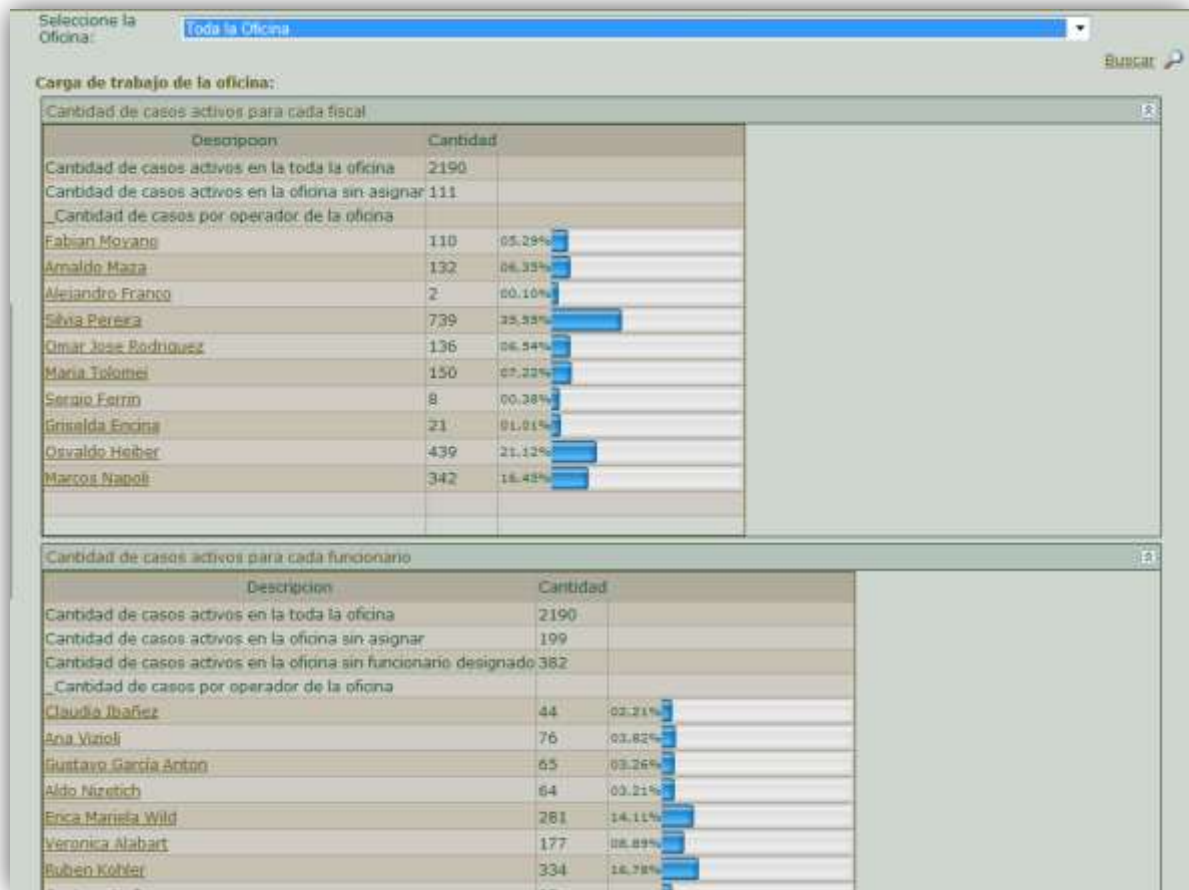 Seleccione la
Oficina:
Toda la Oficina
Buscar
Carga de trabajo de la oficina:
Cantidad de casos activos para cada fiscal
Descripcion Cantidad
Cantidad de casos activos en la toda la oficina 2190
Cantidad de casos activos en la oficina sin asignar 111
_Cantidad de casos por operador de la oficina
Fabian Moyano 110 05.29%
Arnaldo Maza 132 06.35%
Alejandro Franco 2 00.10%
Silvia Pereira 739 35.55%
Omar Jose Rodriguez 136 06.54%
Maria Tolomei 150 07.22%
Sergio Ferrin 8 00.38%
Griselda Encina 21 01.01%
Osvaldo Heiber 439 21.12%
Marcos Napoli 342 16.45%
Cantidad de casos activos para cada funcionario
Descripcion Cantidad
Cantidad de casos activos en la toda la oficina 2190
Cantidad de casos activos en la oficina sin asignar 199
Cantidad de casos activos en la oficina sin funcionario designado 382
_Cantidad de casos por operador de la oficina
Claudia Ibañez 44 02.21%
Ana Vizioli 76 03.82%
Gustavo García Anton 65 03.26%
Aldo Nizetich 64 03.21%
Erica Mariela Wild 281 14.11%
Veronica Alabart 177 08.89%
Ruben Kohler 334 16.78%